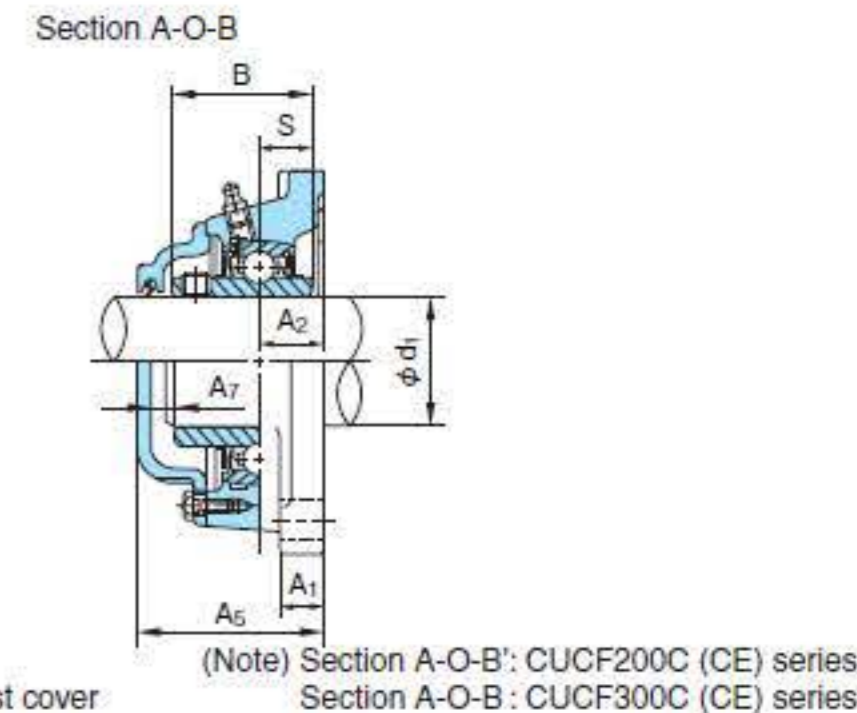 Section A-O-B
B
S
A2
φ d1
A7
A1
A5
(Note) Section A-O-B': CUCF200C (CE) series
st cover Section A-O-B : CUCF300C (CE) series